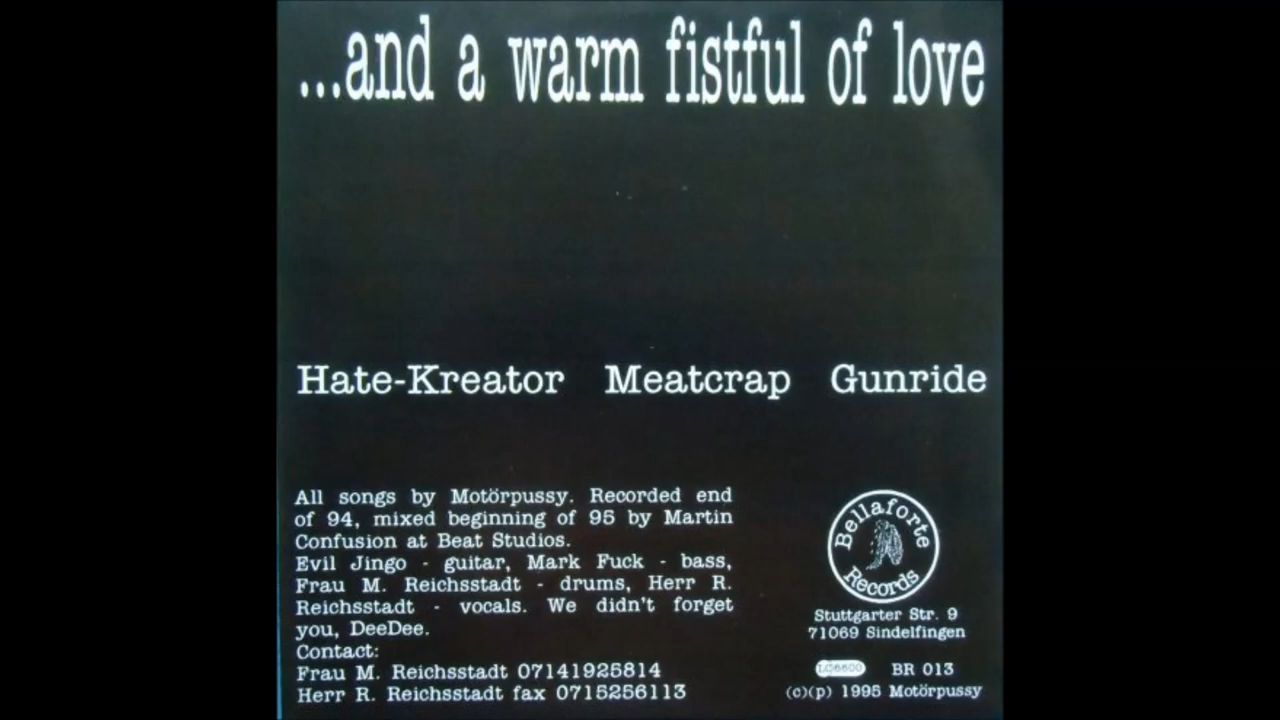 ...and a warm fistful of love
Hate-Kreator Meatcrap Gunride
All songs by Motörpussy. Recorded end
of 94, mixed beginning of 95 by Martin
Confusion at Beat Studios.
Evil Jingo - guitar, Mark Fuck - bass,
Frau M. Reichsstadt - drums, Herr R.
Reichsstadt - vocals. We didn't forget
you, DeeDee.
Contact:
Frau M. Reichsstadt 07141925814
Herr R. Reichsstadt fax 0715256113
Bellaforte
Records
Stuttgarter Str. 9
71069 Sindelfingen
LC6600 BR 013
(c)(p) 1995 Motörpussy